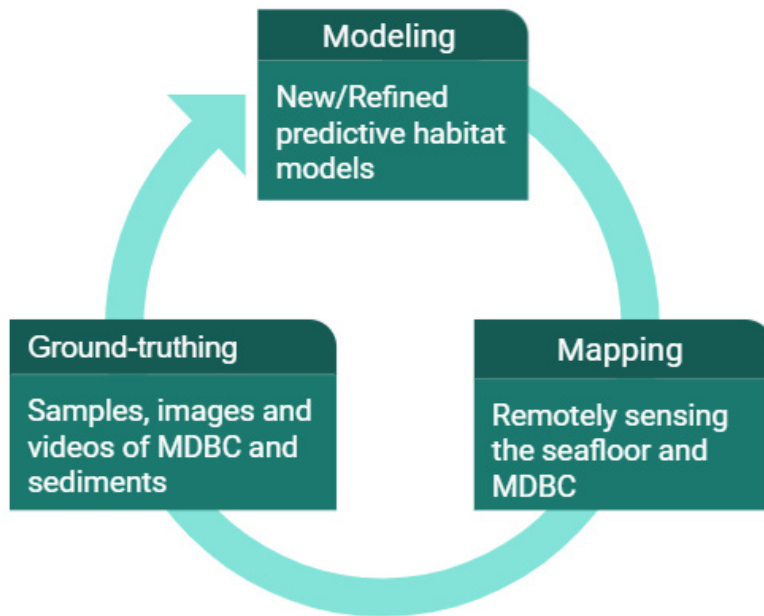 Modeling
New/Refined
predictive habitat
models
Ground-truthing
Samples, images and
videos of MDBC and
sediments
Mapping
Remotely sensing
the seafloor and
MDBC